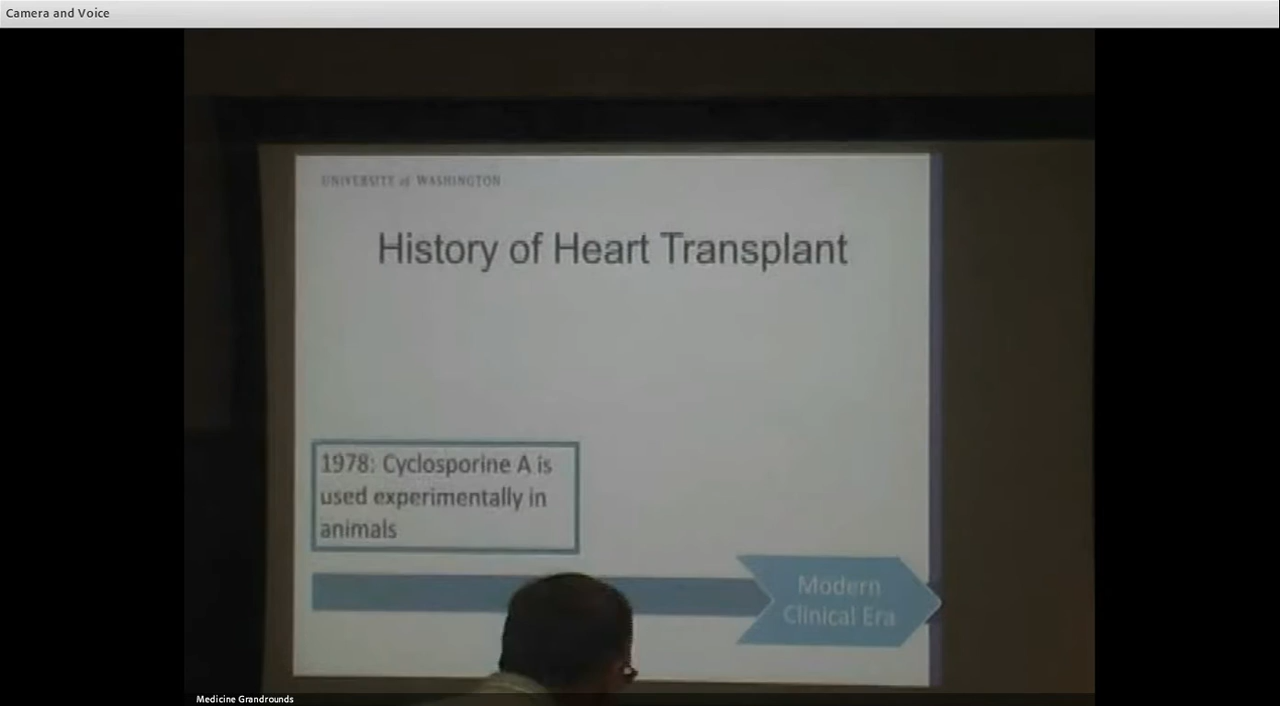 Camera and Voice
UNIVERSITY of WASHINGTON
History of Heart Transplant
1978: Cyclosporine A is
used experimentally in
animals
Modern
Clinical Era
Medicine Grandrounds